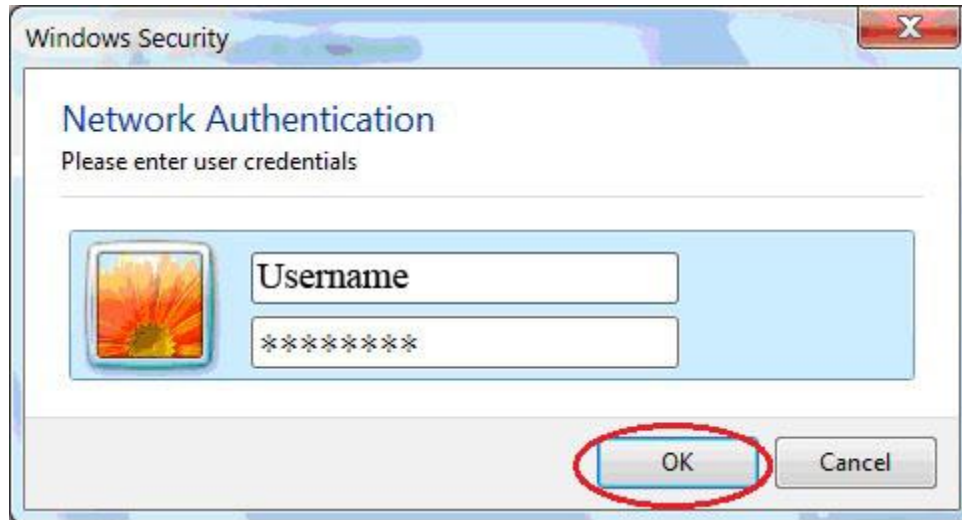 Windows Security
Network Authentication
Please enter user credentials
Username
********
OK Cancel